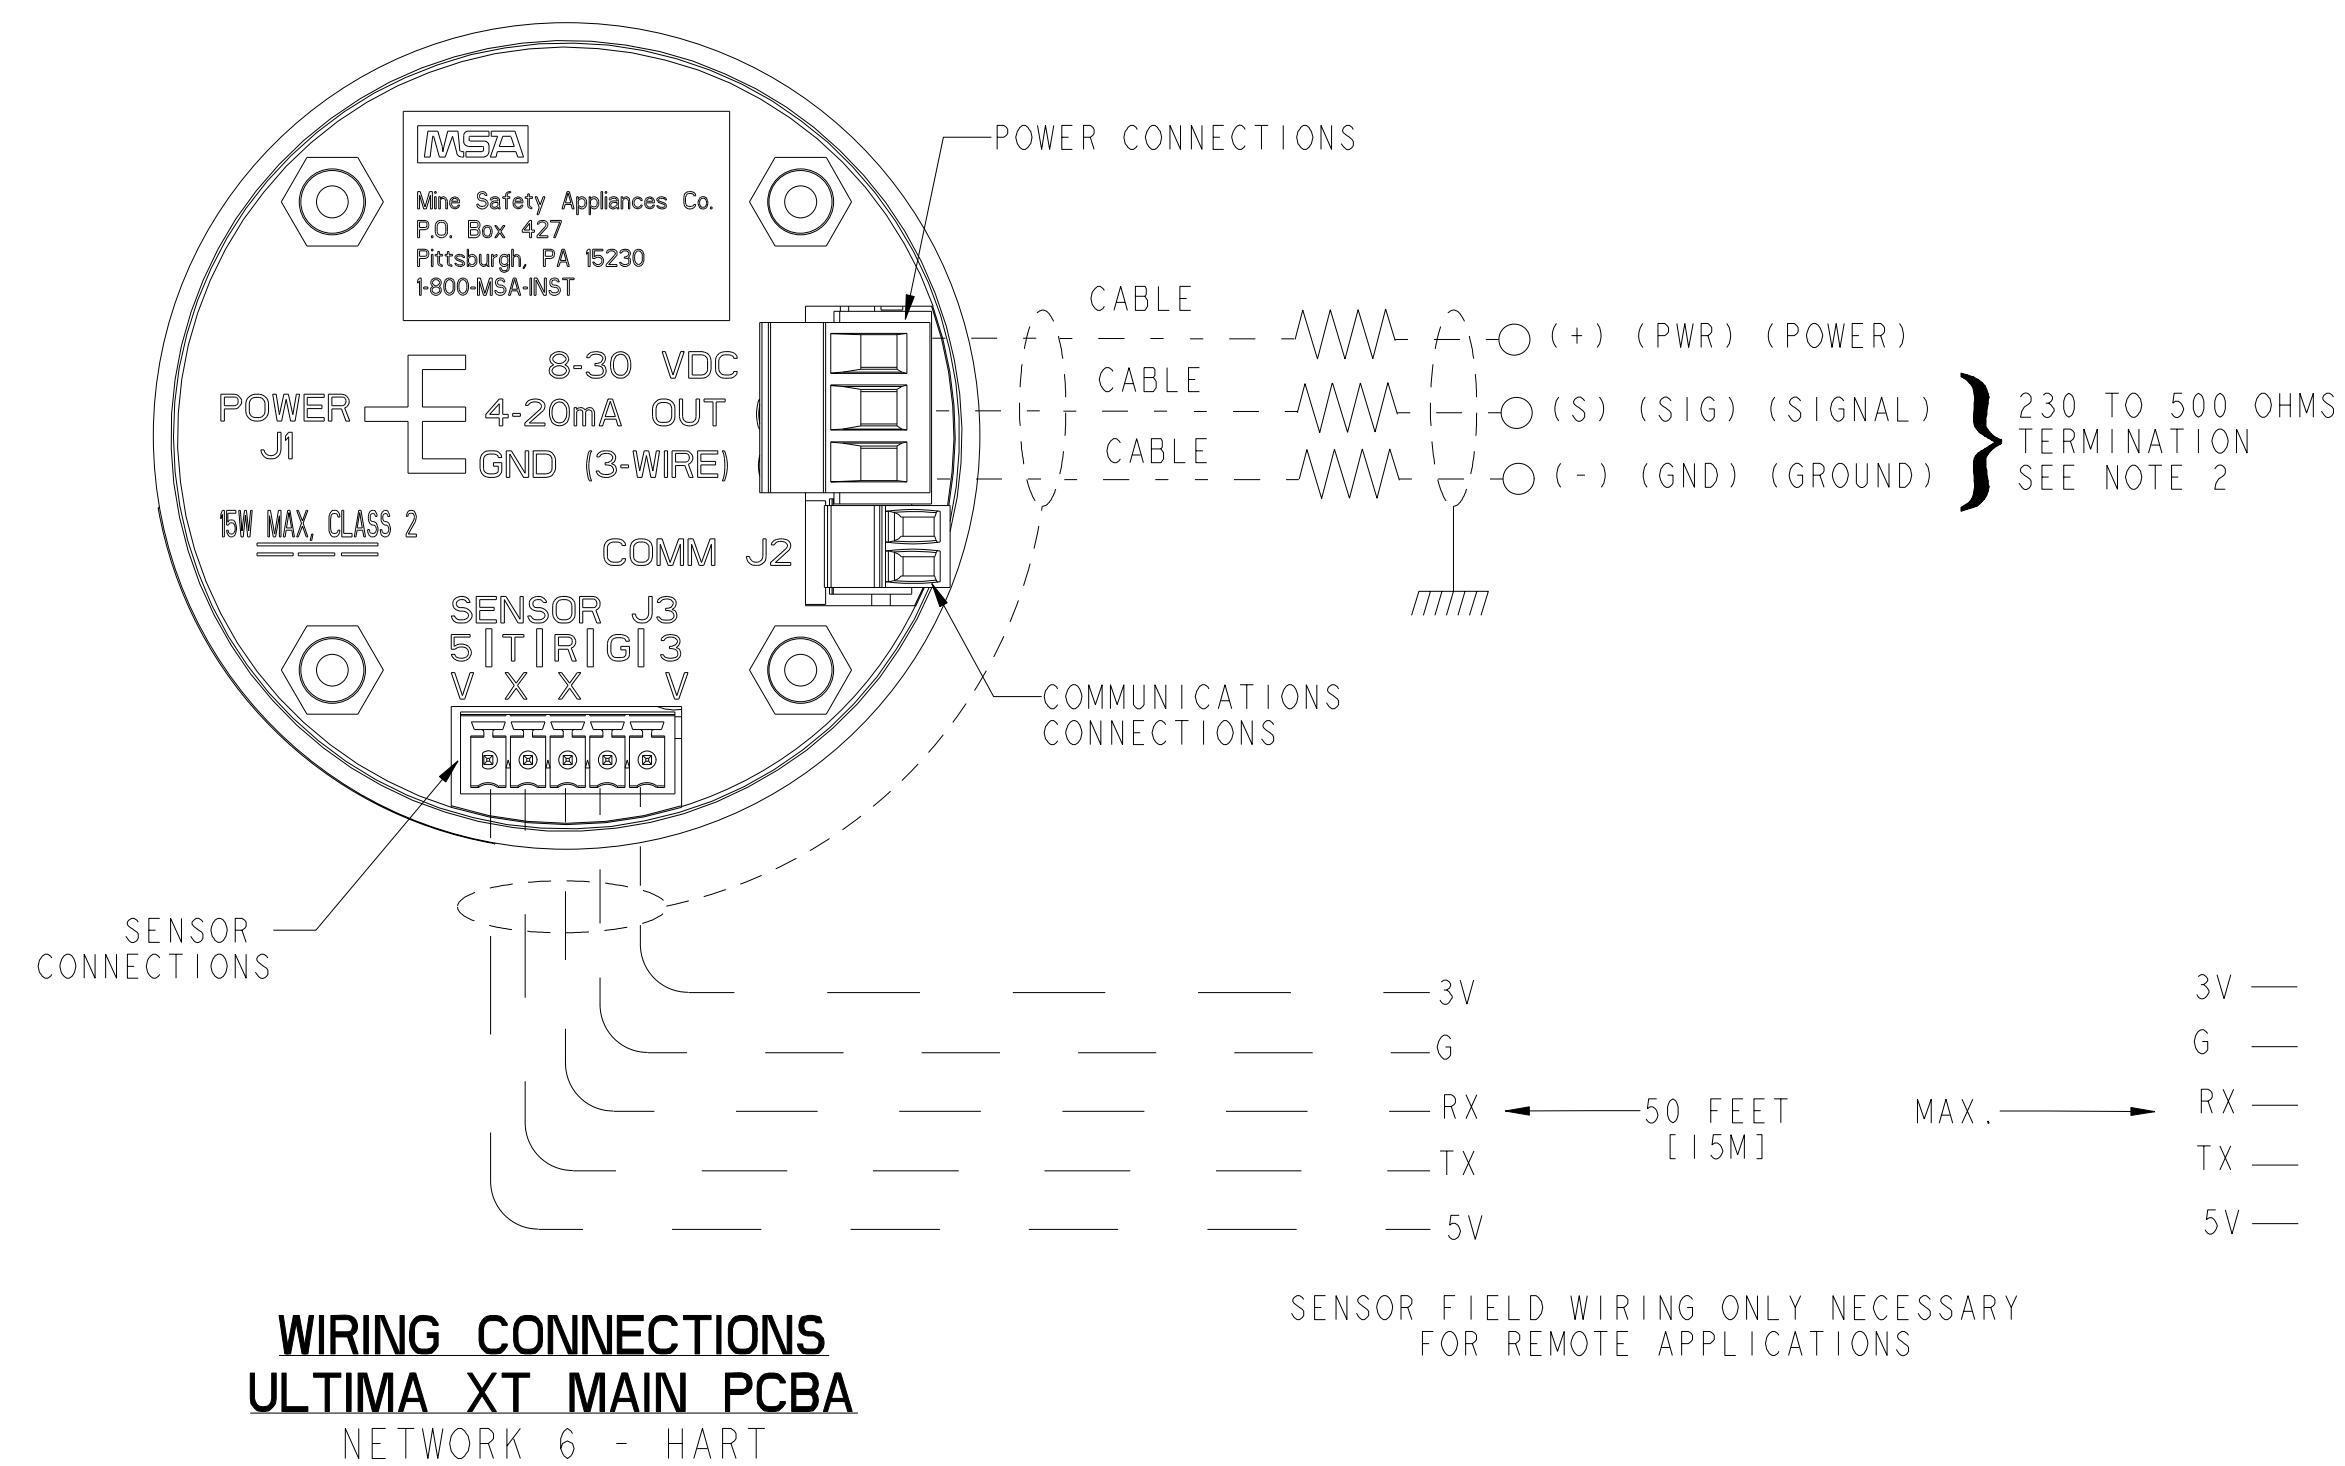 MSA
Mine Safety Appliances Co.
P.O. Box 427
Pittsburgh, PA 15230
1-800-MSA-INST
POWER CONNECTIONS
8-30 VDC
POWER
J1
4-20mA OUT
GND (3-WIRE)
15W MAX, CLASS 2
COMM J2
SENSOR J3
5|T|R|G|3
V X X V
CABLE
(+) (PWR) (POWER)
CABLE
(S) (SIG) (SIGNAL)
CABLE
(-) (GND) (GROUND)
230 TO 500 OHMS
TERMINATION
SEE NOTE 2
COMMUNICATIONS
CONNECTIONS
SENSOR
CONNECTIONS
3V
G
RX
TX
5V
50 FEET MAX.
[15M]
3V
G
RX
TX
5V
SENSOR FIELD WIRING ONLY NECESSARY
FOR REMOTE APPLICATIONS
WIRING CONNECTIONS
ULTIMA XT MAIN PCBA
NETWORK 6 - HART